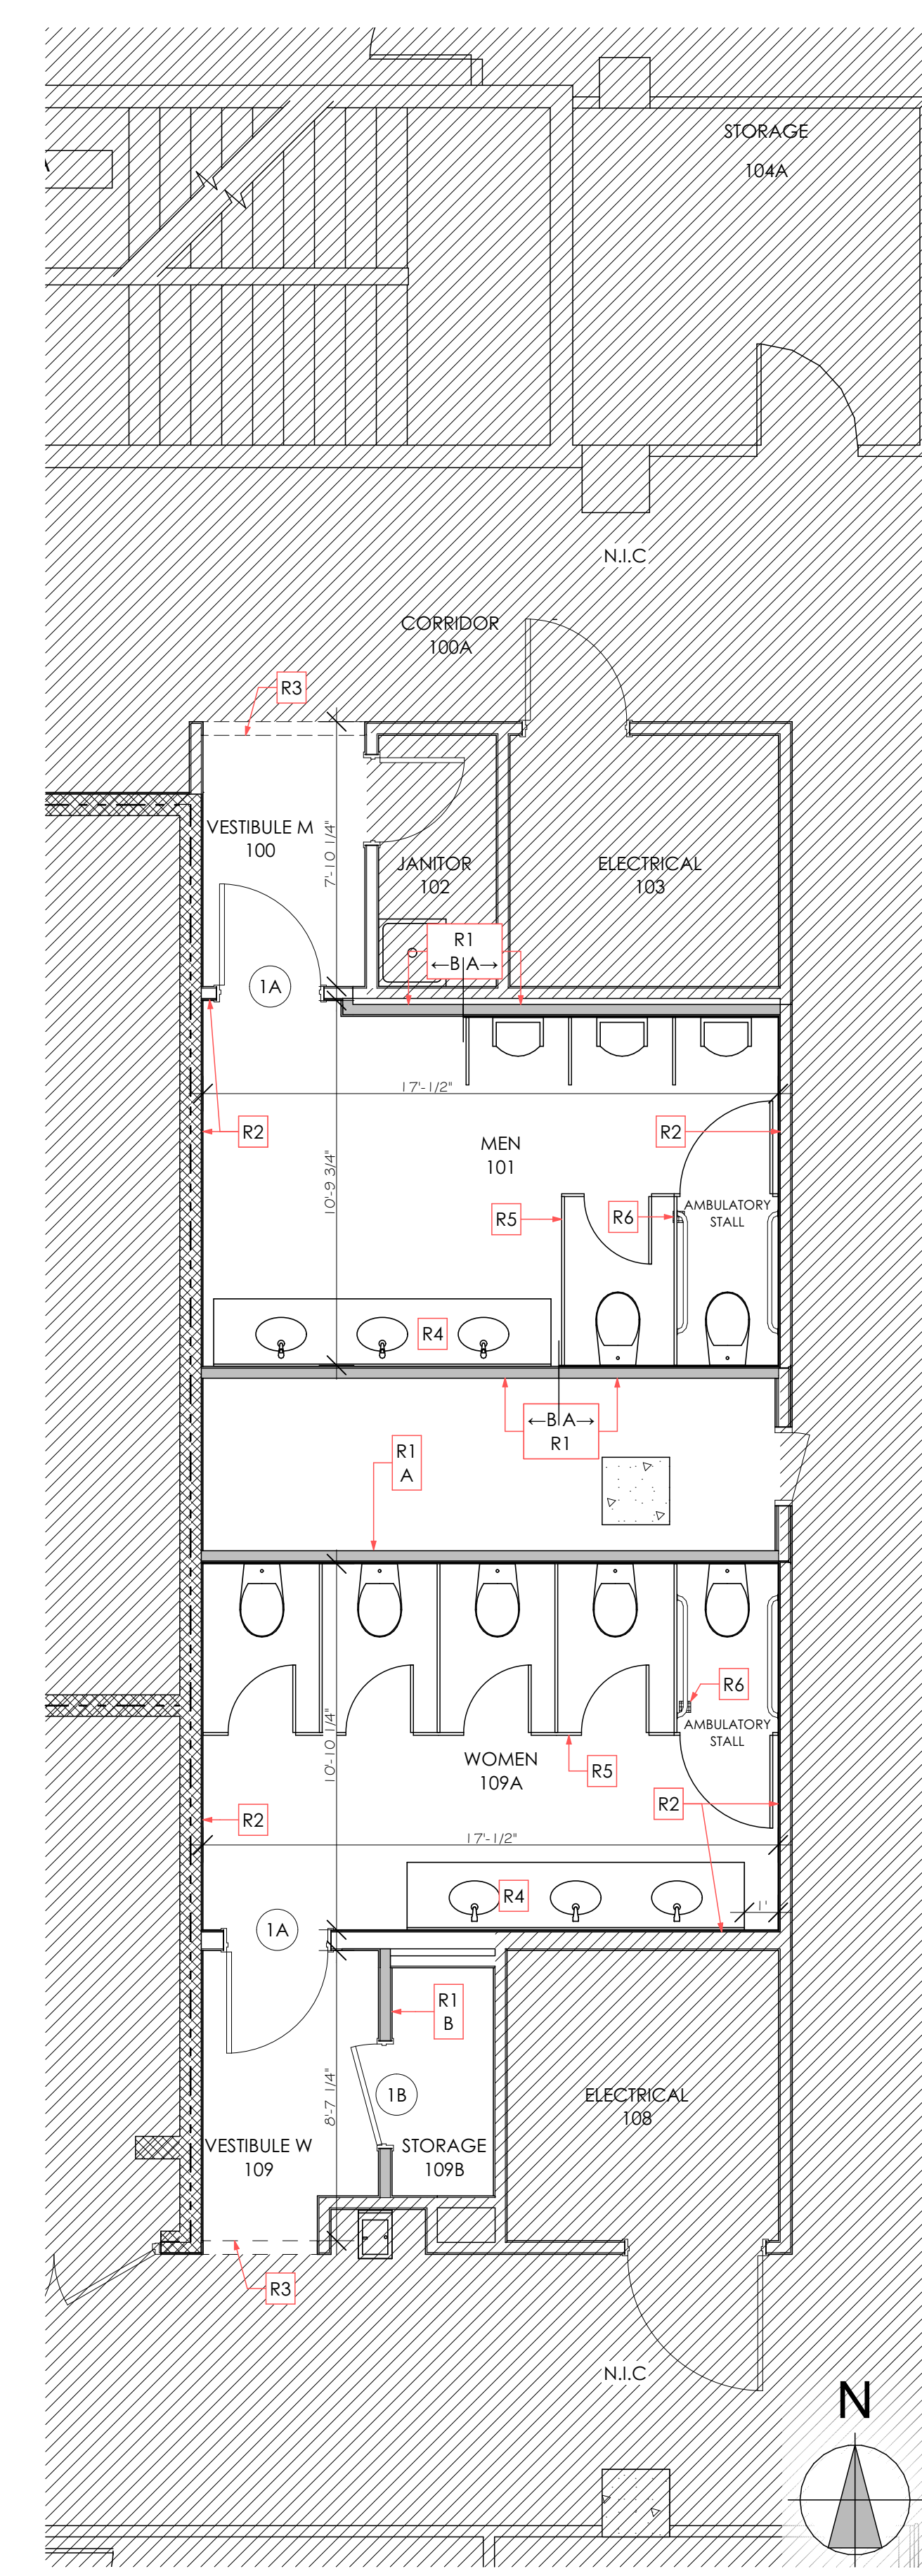 STORAGE
104A
N.I.C
CORRIDOR
100A
R3
VESTIBULE M
100
7'-10 1/4"
JANITOR
102
ELECTRICAL
103
R1
←B A→
1A
17'-1/2"
R2
R2
MEN
101
10'-9 3/4"
AMBULATORY
STALL
R5
R6
R4
←B A→
R1
R1
A
R6
AMBULATORY
STALL
10'-10 1/4"
WOMEN
109A
R5
R2
R2
17'-1/2"
R4
1'
1A
R1
B
8'-7 1/4"
1B
ELECTRICAL
108
VESTIBULE W
109
STORAGE
109B
R3
N.I.C
N